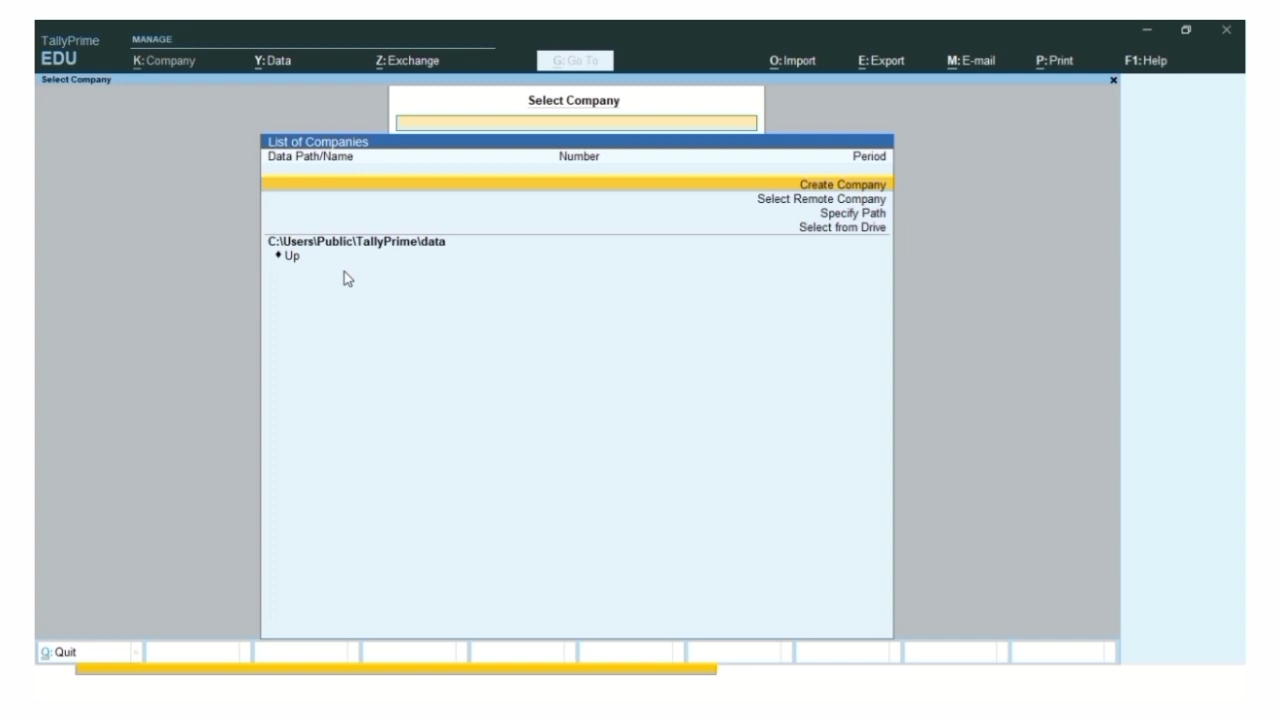 TallyPrime MANAGE
EDU K: Company Y: Data Z: Exchange G: Go To O: Import E: Export M: E-mail P: Print F1: Help
Select Company
Select Company
List of Companies
Data Path/Name Number Period
Create Company
Select Remote Company
Specify Path
Select from Drive
C:\Users\Public\TallyPrime\data
♦ Up
Q: Quit